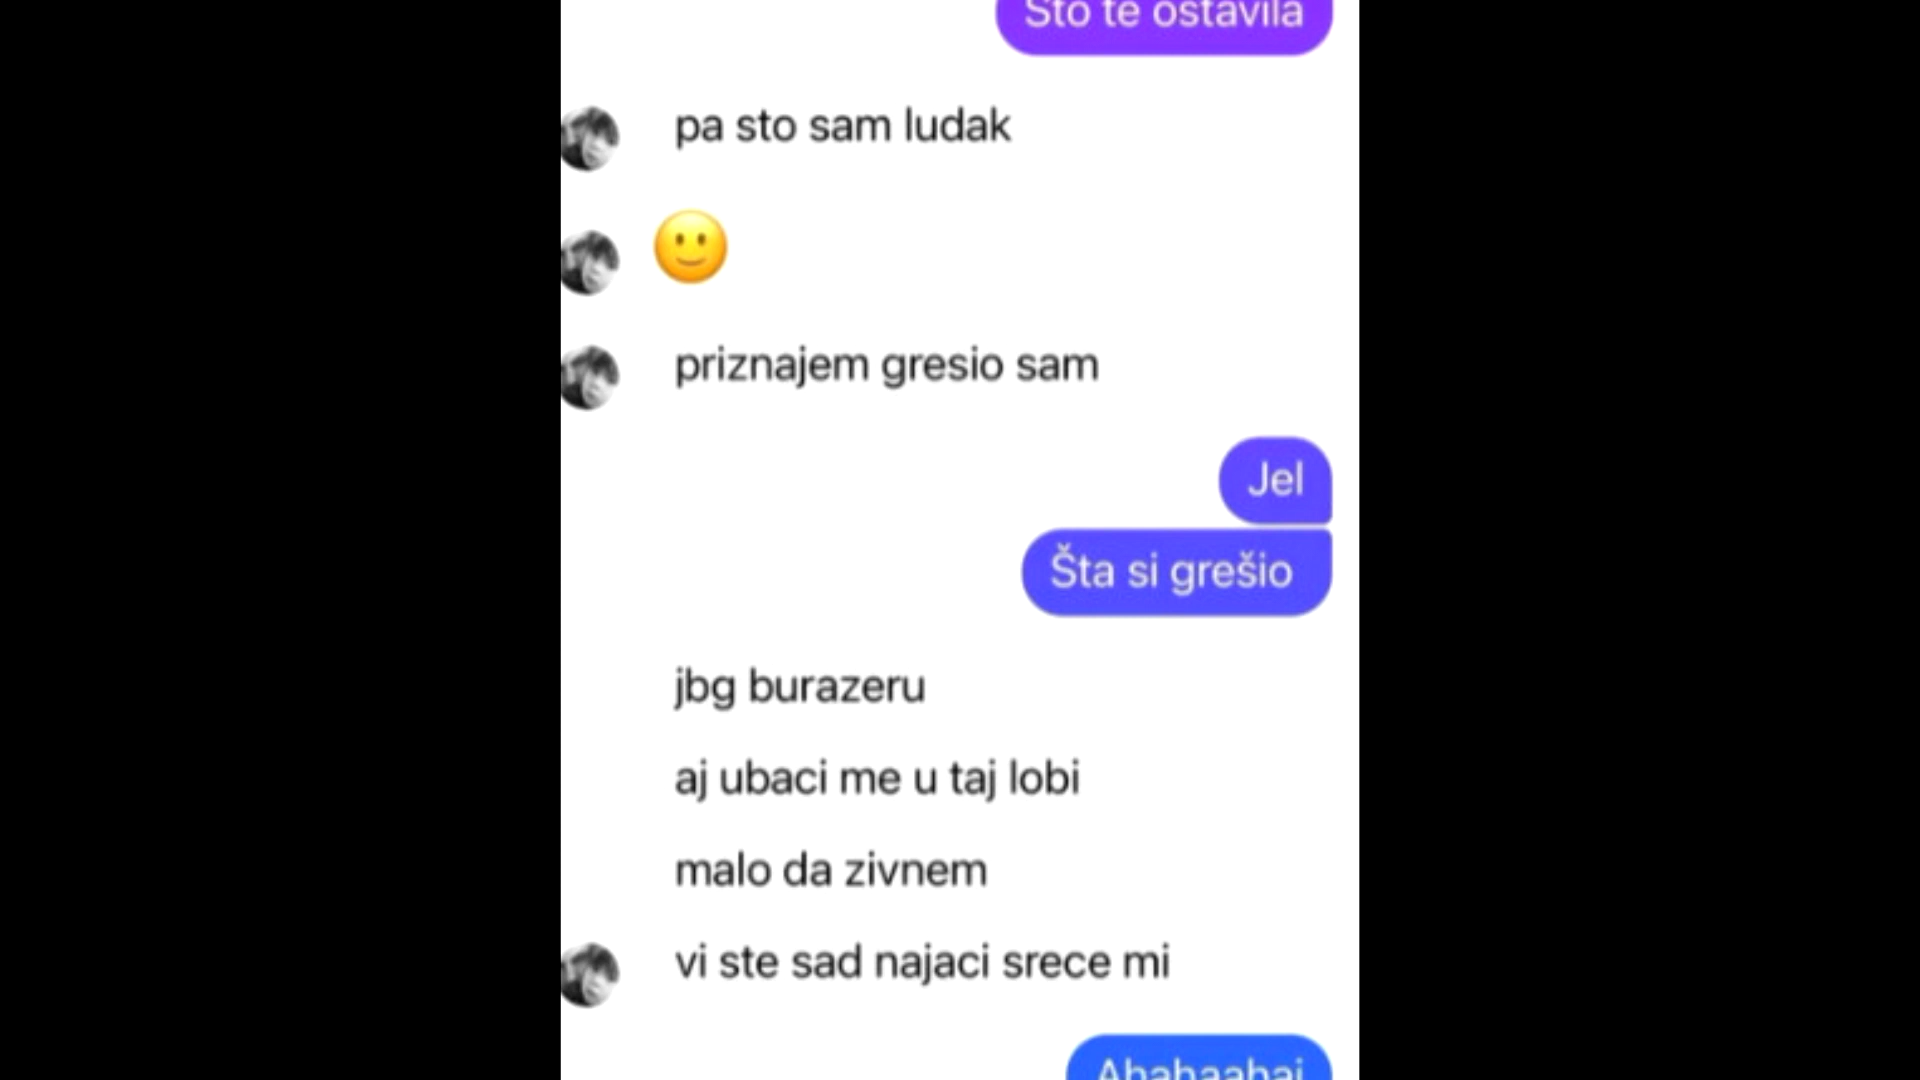 Što te ostavila
pa sto sam ludak
priznajem gresio sam
Jel
Šta si grešio
jbg burazeru
aj ubaci me u taj lobi
malo da zivnem
vi ste sad najaci srece mi
Ahahaahaj